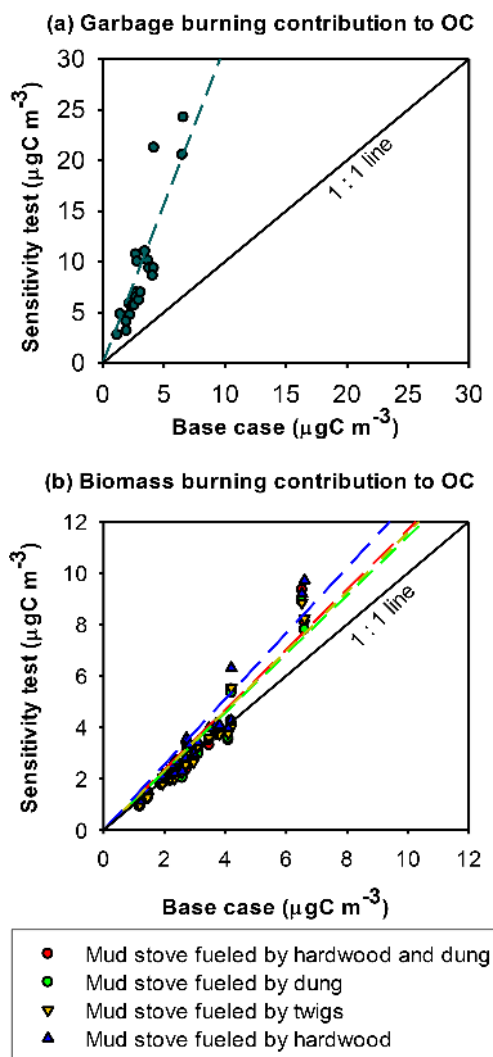 (a) Garbage burning contribution to OC
30
25
20
15
10
5
0
Sensitivity test (μgC m⁻³)
1 : 1 line
0 5 10 15 20 25 30
Base case (μgC m⁻³)
(b) Biomass burning contribution to OC
12
10
8
6
4
2
0
Sensitivity test (μgC m⁻³)
1 : 1 line
0 2 4 6 8 10 12
Base case (μgC m⁻³)
Mud stove fueled by hardwood and dung
Mud stove fueled by dung
Mud stove fueled by twigs
Mud stove fueled by hardwood